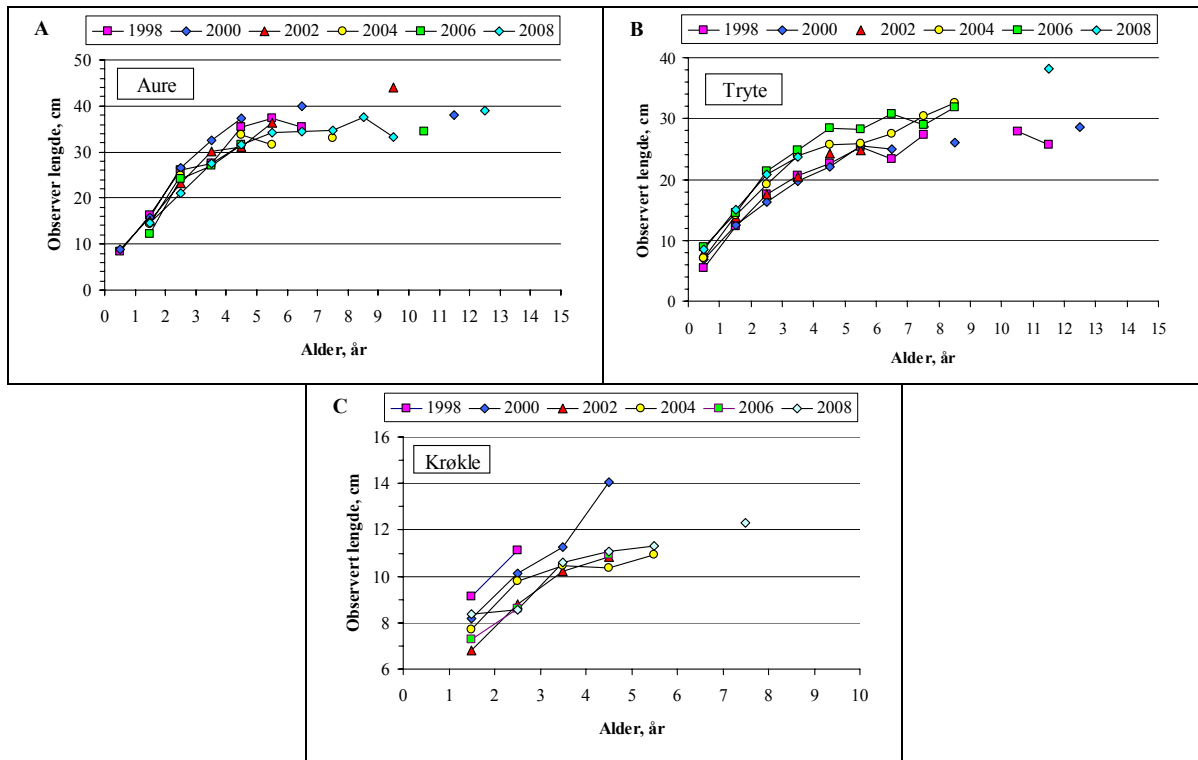 A
1998 2000 2002 2004 2006 2008
Aure
Observer lengde, cm
50
40
30
20
10
0
0 1 2 3 4 5 6 7 8 9 10 11 12 13 14 15
Alder, år
B
1998 2000 2002 2004 2006 2008
Tryte
Observert lengde, cm
40
30
20
10
0
0 1 2 3 4 5 6 7 8 9 10 11 12 13 14 15
Alder, år
C
1998 2000 2002 2004 2006 2008
Krøkle
Observert lengde, cm
16
14
12
10
8
6
0 1 2 3 4 5 6 7 8 9 10
Alder, år